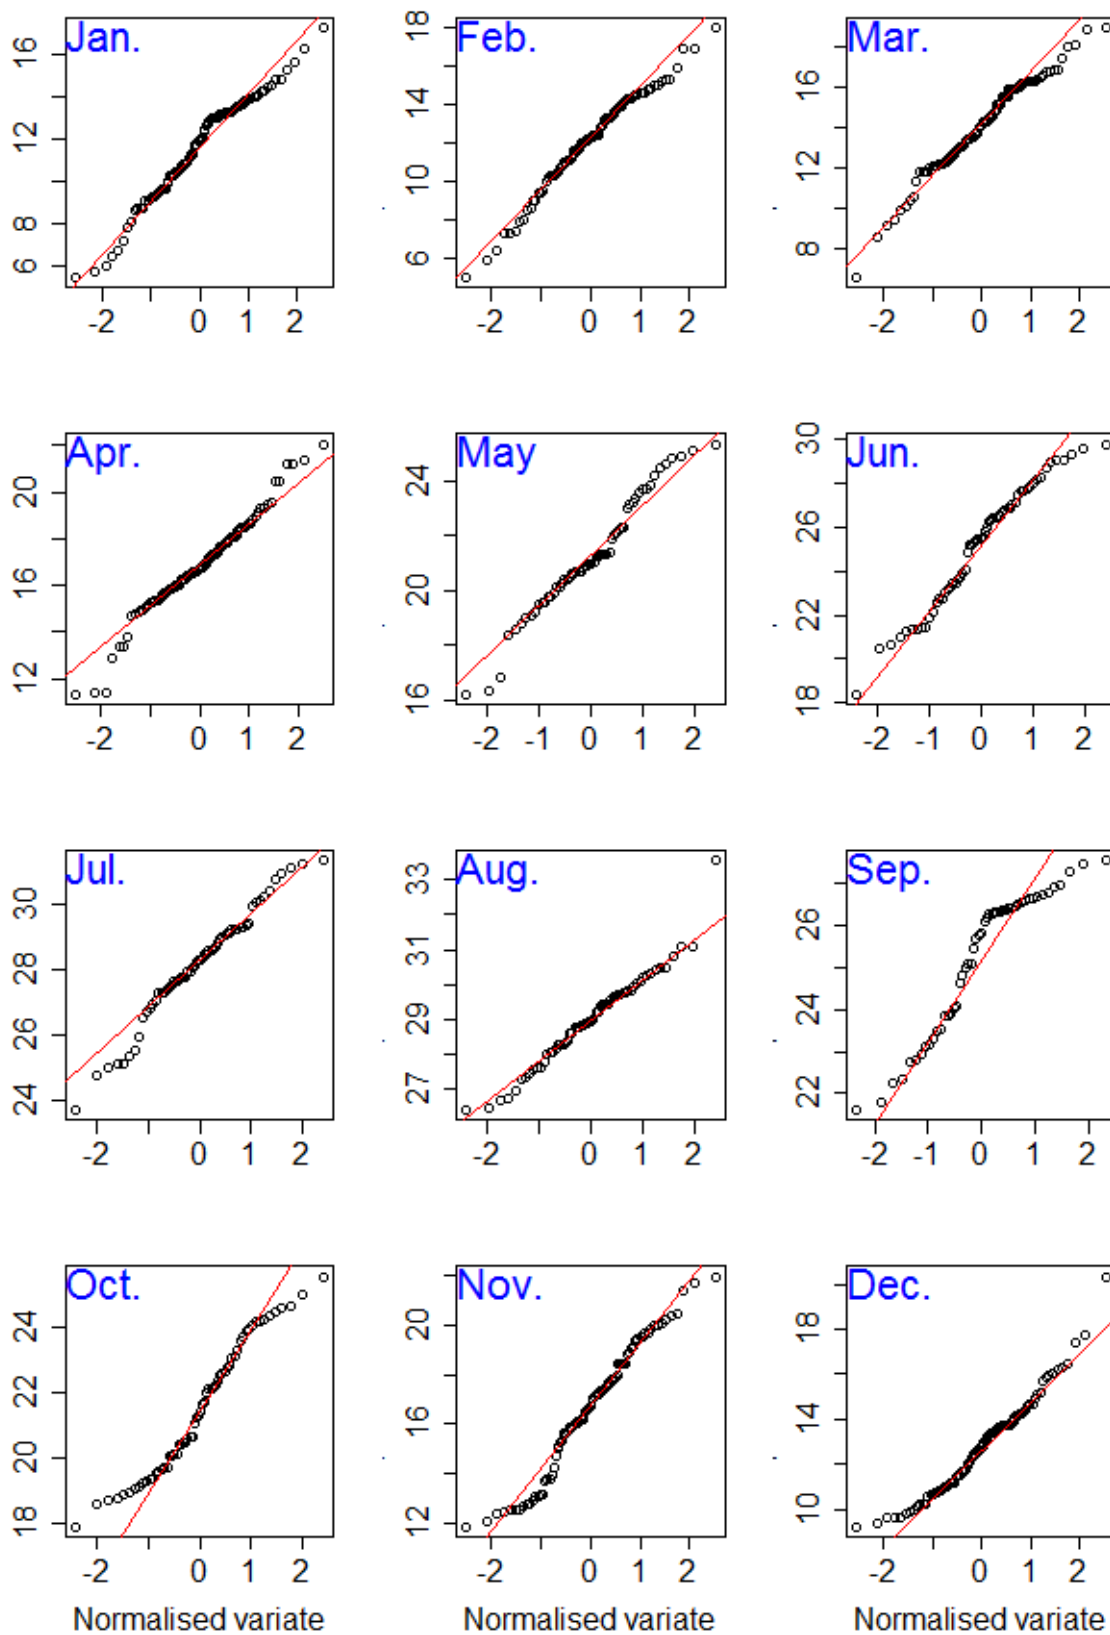 Jan. Feb. Mar.
16
12
8
6
18
14
10
6
16
12
8
-2 0 1 2
-2 0 1 2
-2 0 1 2
Apr. May Jun.
20
16
12
24
20
16
30
26
22
18
-2 0 1 2
-2 -1 0 1 2
-2 -1 0 1 2
Jul. Aug. Sep.
30
28
26
24
33
31
29
27
26
24
22
-2 0 1 2
-2 0 1 2
-2 -1 0 1 2
Oct. Nov. Dec.
24
22
20
18
20
16
12
18
14
10
-2 0 1 2
-2 0 1 2
-2 0 1 2
Normalised variate Normalised variate Normalised variate